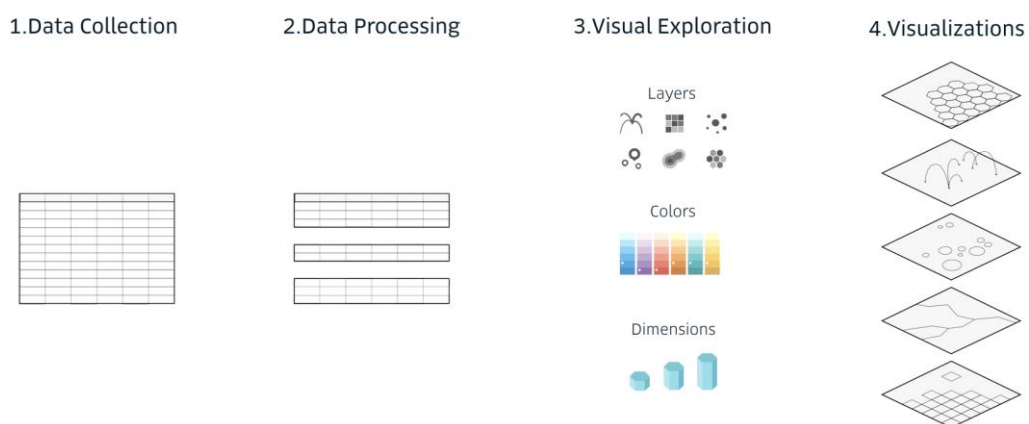 1.Data Collection
2.Data Processing
3.Visual Exploration
4.Visualizations
Layers
Colors
Dimensions